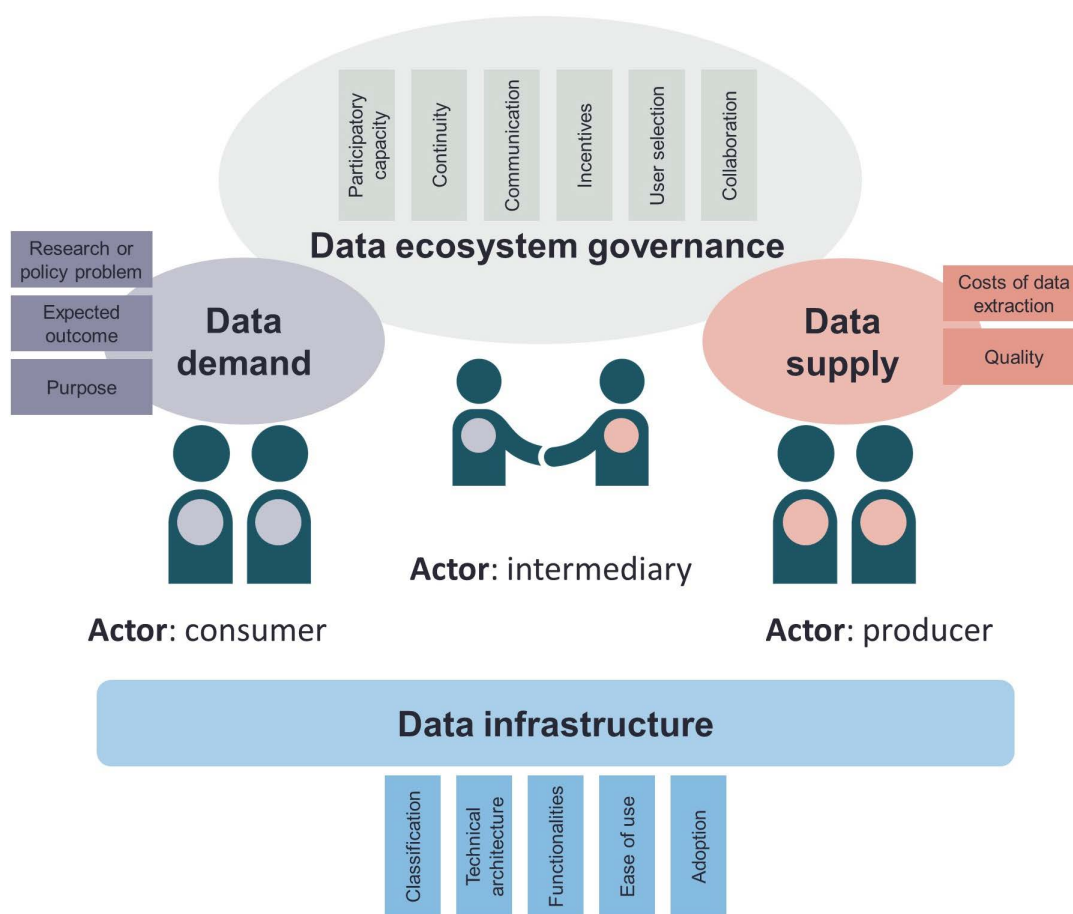 Participatory
capacity
Continuity
Communication
Incentives
User selection
Collaboration
Data ecosystem governance
Research or
policy problem
Expected
outcome
Purpose
Data
demand
Data
supply
Costs of data
extraction
Quality
Actor: intermediary
Actor: consumer
Actor: producer
Data infrastructure
Classification
Technical
architecture
Functionalities
Ease of use
Adoption